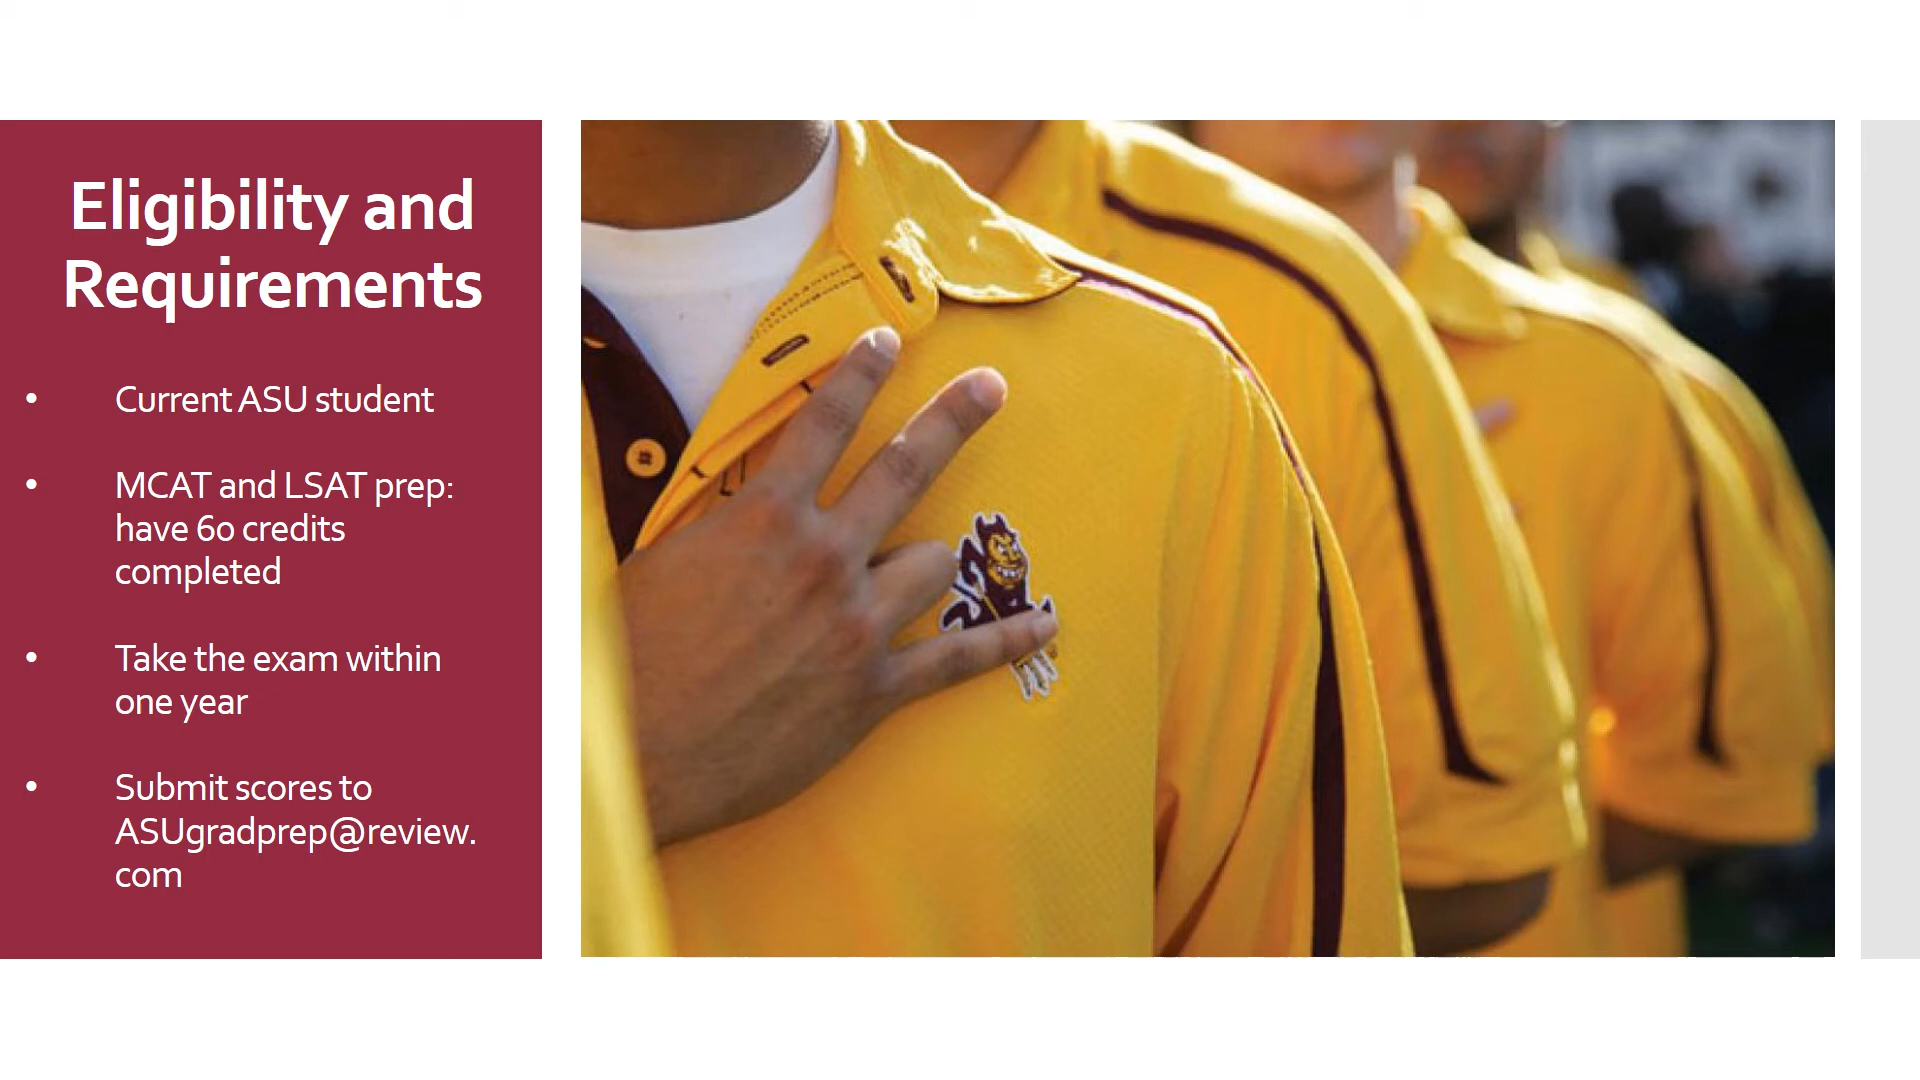 Eligibility and
Requirements
• Current ASU student
• MCAT and LSAT prep:
have 60 credits
completed
• Take the exam within
one year
• Submit scores to
ASUgradprep@review.
com